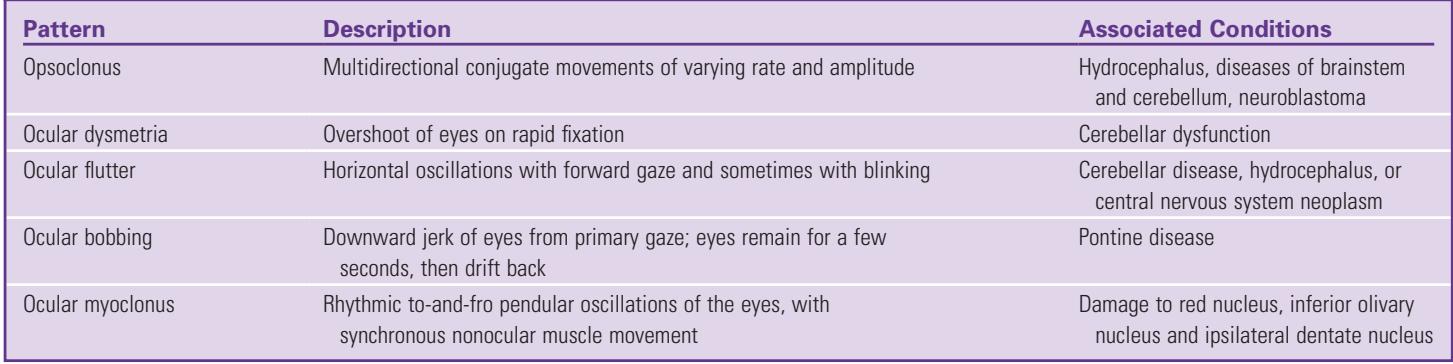 Pattern Description Associated Conditions
Opsoclonus Multidirectional conjugate movements of varying rate and amplitude Hydrocephalus, diseases of brainstem
and cerebellum, neuroblastoma
Ocular dysmetria Overshoot of eyes on rapid fixation Cerebellar dysfunction
Ocular flutter Horizontal oscillations with forward gaze and sometimes with blinking Cerebellar disease, hydrocephalus, or
central nervous system neoplasm
Ocular bobbing Downward jerk of eyes from primary gaze; eyes remain for a few Pontine disease
seconds, then drift back
Ocular myoclonus Rhythmic to-and-fro pendular oscillations of the eyes, with Damage to red nucleus, inferior olivary
synchronous nonocular muscle movement nucleus and ipsilateral dentate nucleus